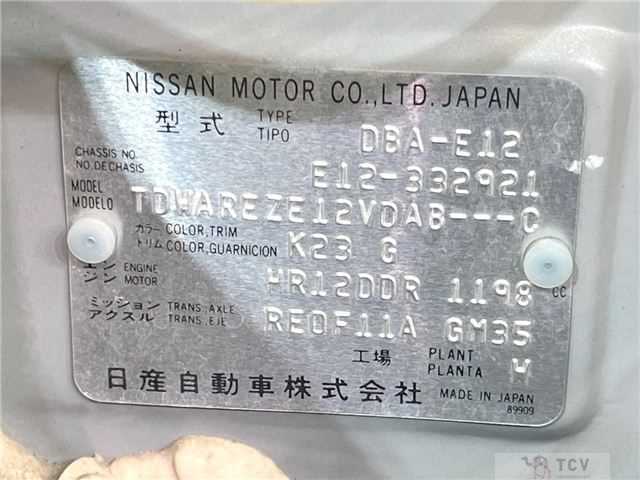 NISSAN MOTOR CO.,LTD. JAPAN
型式 TYPE TIPO DBA-E12
CHASSIS NO. NO. DE CHASIS E12-332921
MODEL MODELO TDWAREZE12VDAB---C
カラー COLOR,TRIM トリム COLOR,GUARNICION K23 G
エンジン ENGINE MOTOR HR12DDR 1198 CC
ミッション アクスル TRANS.,AXLE TRANS.,EJE RE0F11A GM35
工場 PLANT PLANTA W
日産自動車株式会社 MADE IN JAPAN
89909
TCV